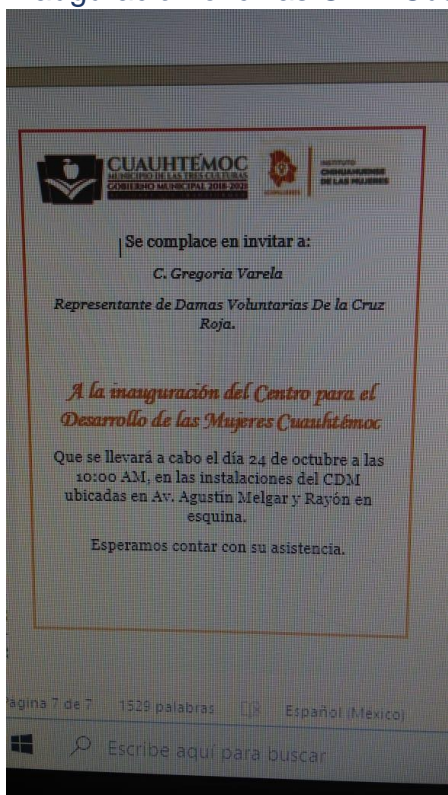 CUAUHTÉMOC
MUNICIPIO DE LAS TRES CULTURAS
GOBIERNO MUNICIPAL 2018-2021
INSTITUTO
CHIHUAHUENSE
DE LAS MUJERES
Se complace en invitar a:
C. Gregoria Varela
Representante de Damas Voluntarias De la Cruz
Roja.
A la inauguración del Centro para el
Desarrollo de las Mujeres Cuauhtémoc
Que se llevará a cabo el día 24 de octubre a las
10:00 AM, en las instalaciones del CDM
ubicadas en Av. Agustín Melgar y Rayón en
esquina.
Esperamos contar con su asistencia.
Página 7 de 7 1529 palabras Español (México)
Escribe aquí para buscar